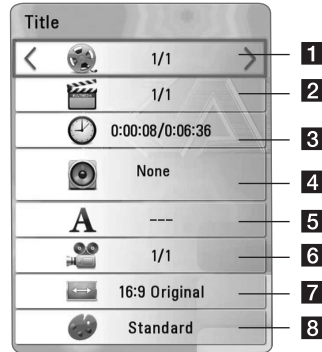 Title
1/1 1
1/1 2
0:00:08/0:06:36 3
None 4
A --- 5
1/1 6
16:9 Original 7
Standard 8